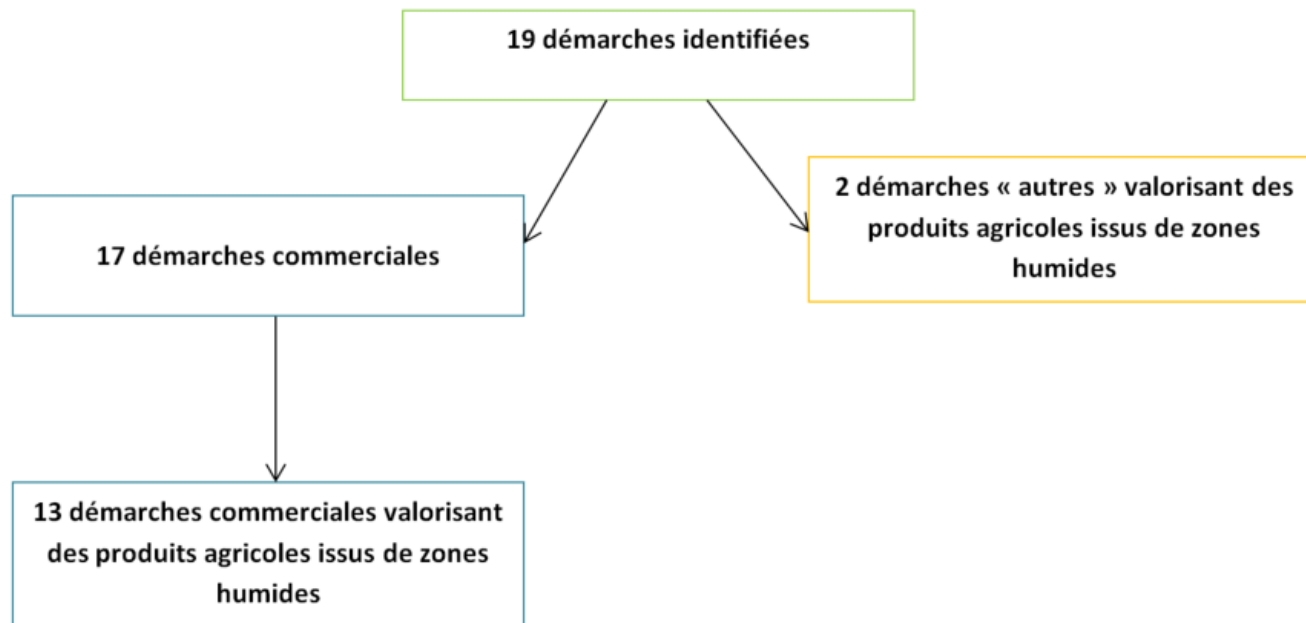 19 démarches identifiées
2 démarches « autres » valorisant des
produits agricoles issus de zones
humides
17 démarches commerciales
13 démarches commerciales valorisant
des produits agricoles issus de zones
humides